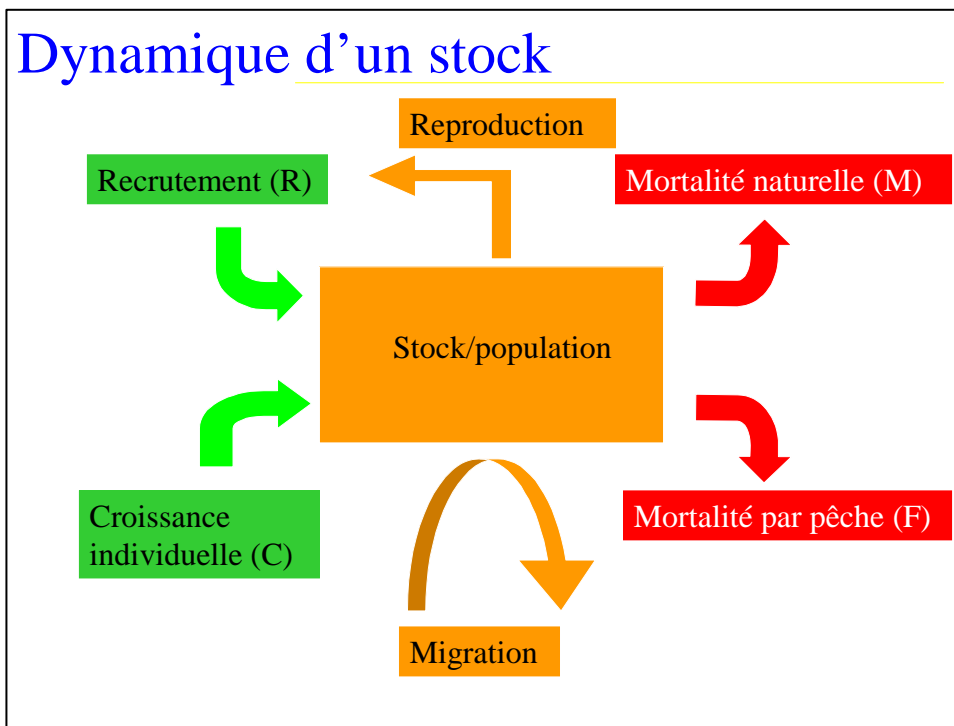 Dynamique d'un stock
Reproduction
Recrutement (R)
Mortalité naturelle (M)
Stock/population
Croissance
individuelle (C)
Mortalité par pêche (F)
Migration